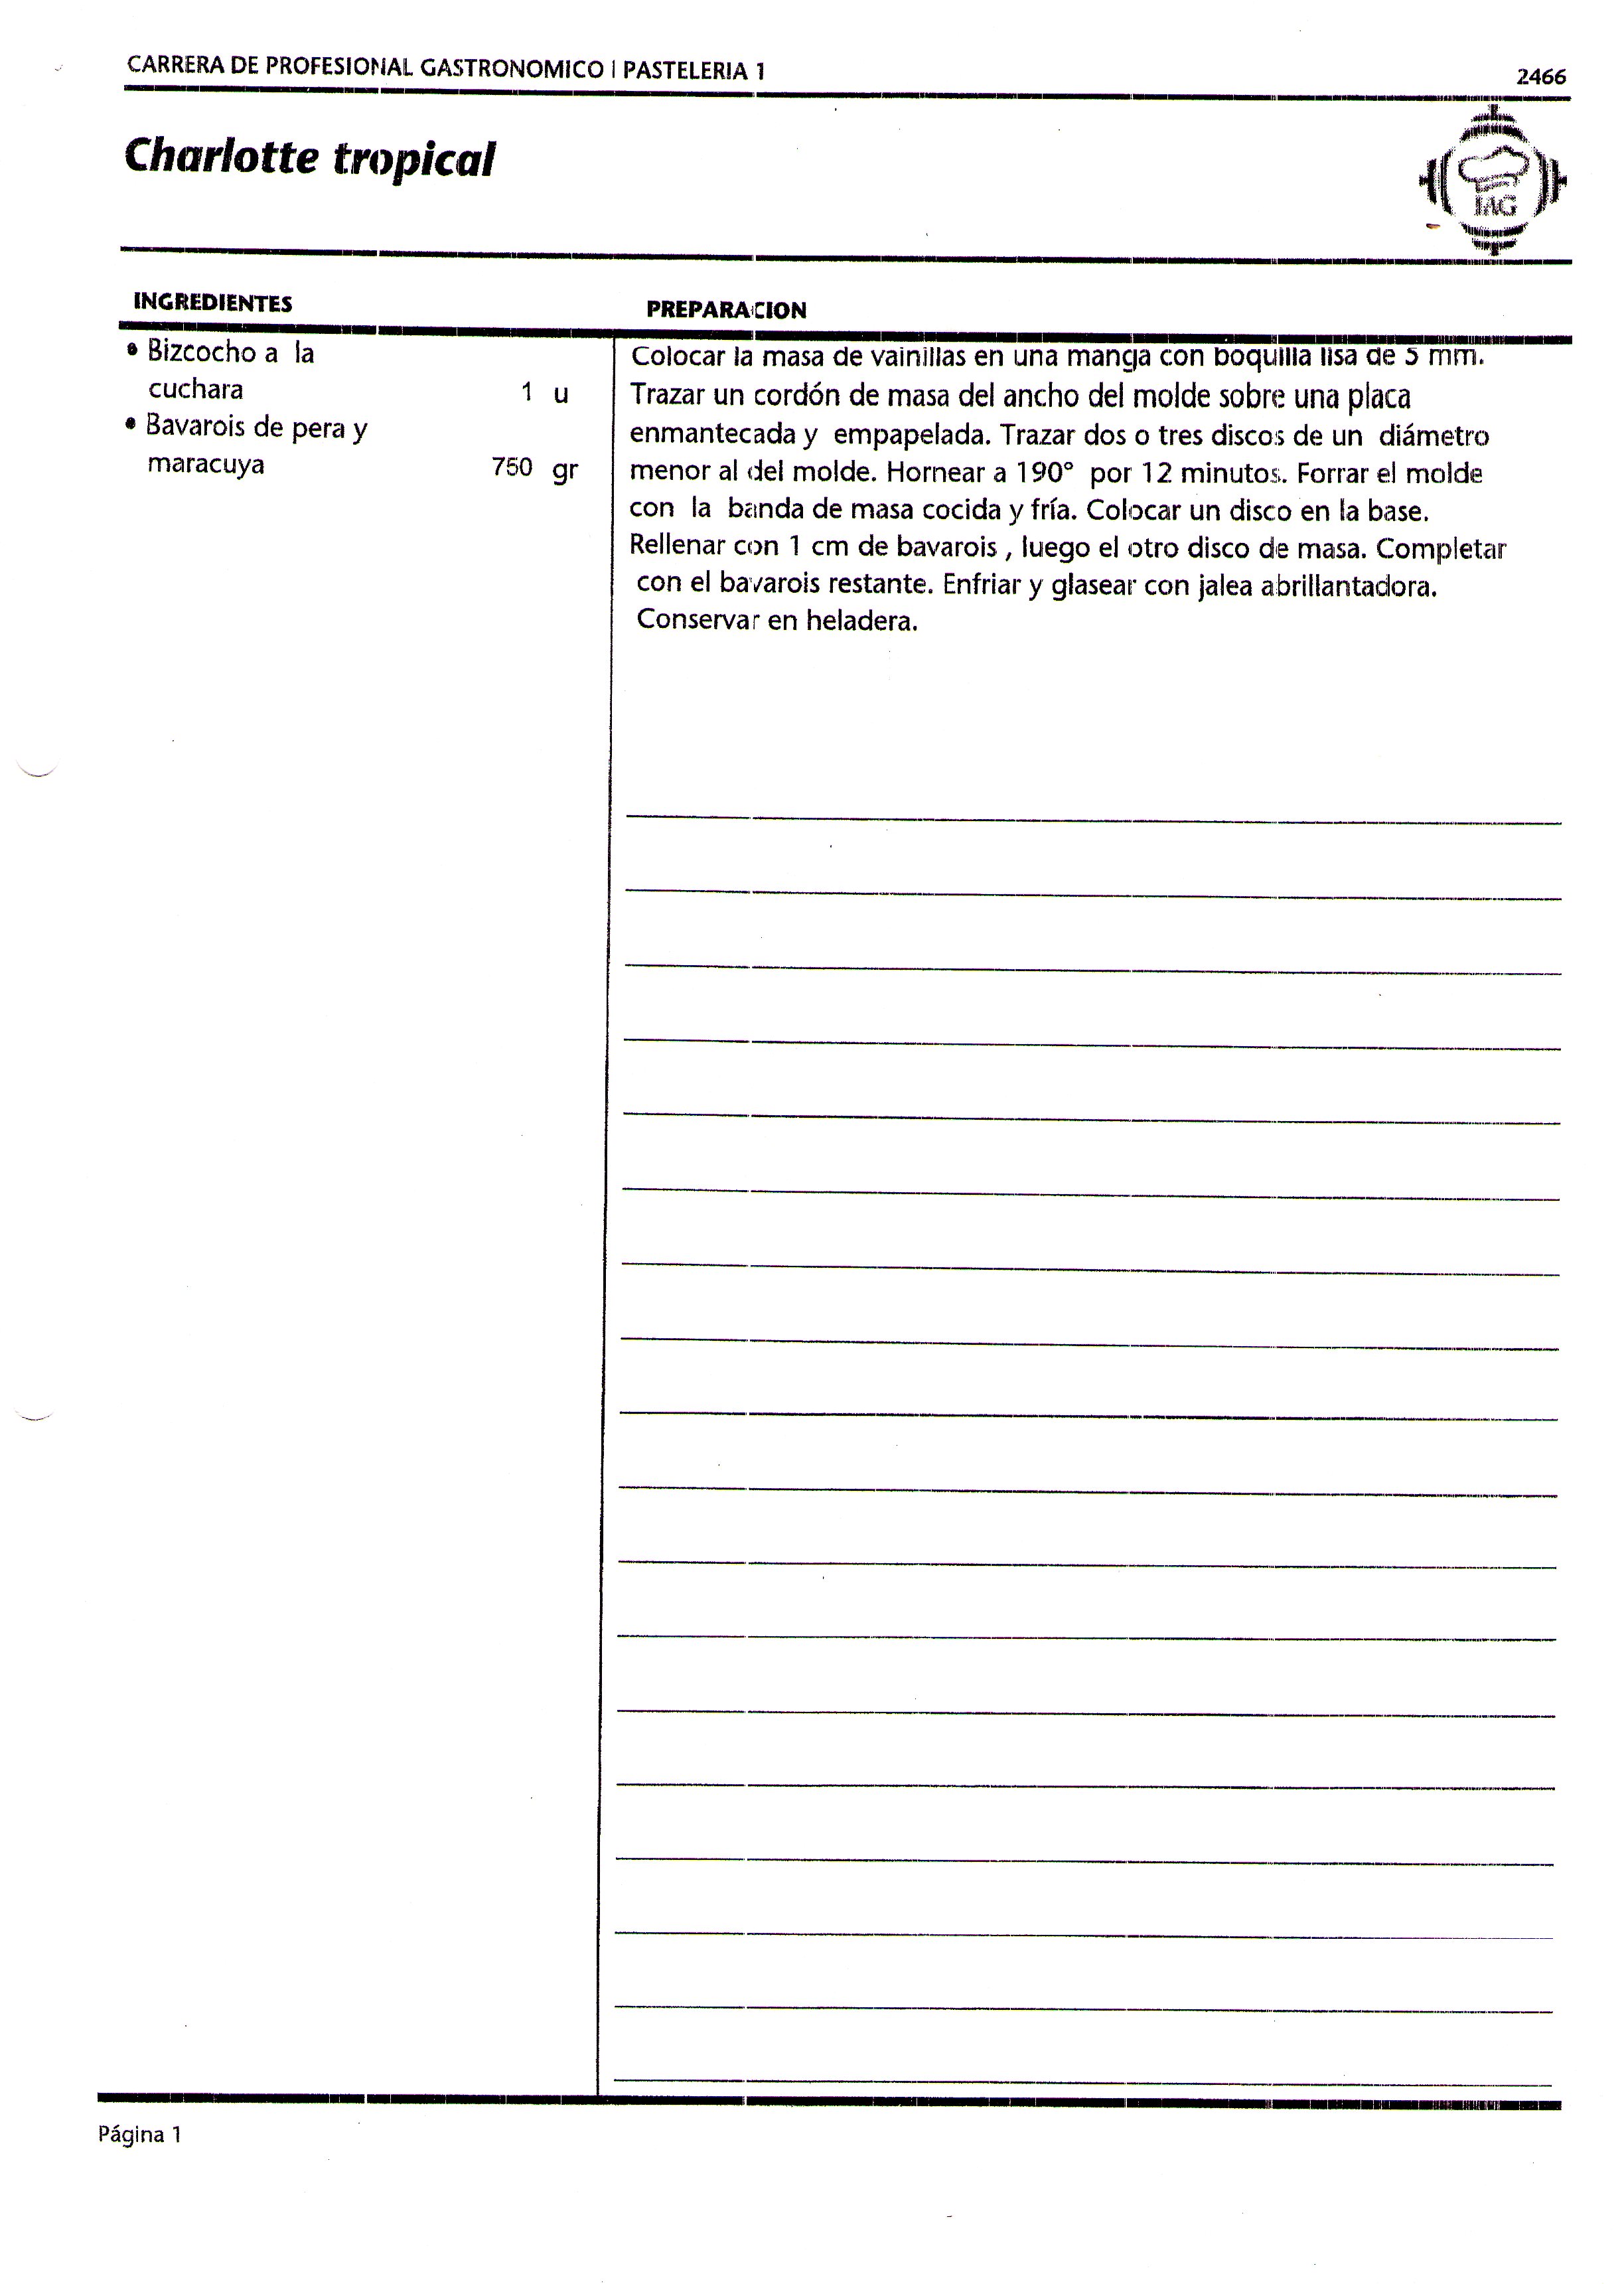 CARRERA DE PROFESIONAL GASTRONOMICO | PASTELERIA 1
2466
Charlotte tropical
IAG
INGREDIENTES
PREPARACION
• Bizcocho a la
cuchara 1 u
• Bavarois de pera y
maracuya 750 gr
Colocar la masa de vainillas en una manga con boquilla lisa de 5 mm.
Trazar un cordón de masa del ancho del molde sobre una placa
enmantecada y empapelada. Trazar dos o tres discos de un diámetro
menor al del molde. Hornear a 190° por 12 minutos. Forrar el molde
con la banda de masa cocida y fría. Colocar un disco en la base.
Rellenar con 1 cm de bavarois , luego el otro disco de masa. Completar
con el bavarois restante. Enfriar y glasear con jalea abrillantadora.
Conservar en heladera.
Página 1